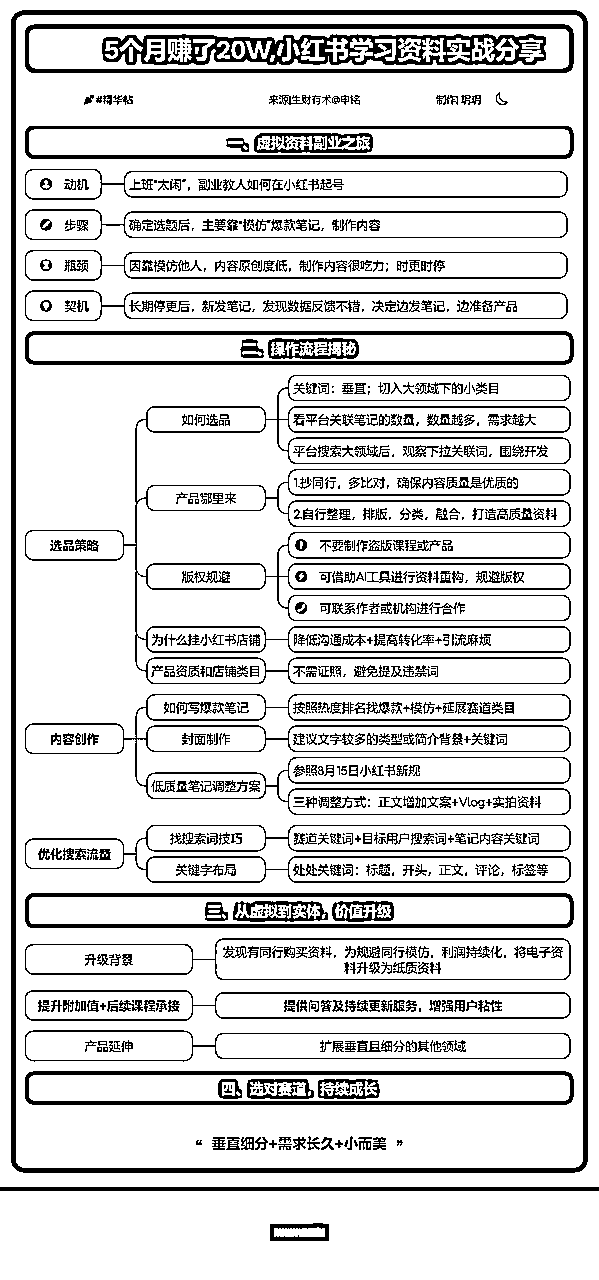 5个月赚了20W,小红书学习资料实战分享
#精华帖
来源|生财有术@申铭
制作| 玥玥
一、虚拟资料副业之旅
动机
上班“太闲”，副业教人如何在小红书起号
步骤
确定选题后，主要靠“模仿”爆款笔记，制作内容
瓶颈
因靠模仿他人，内容原创度低，制作内容很吃力；时更时停
契机
长期停更后，新发笔记，发现数据反馈不错，决定边发笔记，边准备产品
二、操作流程揭秘
选品策略
如何选品
关键词：垂直；切入大领域下的小类目
看平台关联笔记的数量，数量越多，需求越大
平台搜索大领域后，观察下拉关联词，围绕开发
产品哪里来
1.抄同行，多比对，确保内容质量是优质的
2.自行整理，排版，分类，融合，打造高质量资料
版权规避
不要制作盗版课程或产品
可借助AI工具进行资料重构，规避版权
可联系作者或机构进行合作
为什么挂小红书店铺
降低沟通成本+提高转化率+引流麻烦
产品资质和店铺类目
不需证照，避免提及违禁词
内容创作
如何写爆款笔记
按照热度排名找爆款+模仿+延展赛道类目
封面制作
建议文字较多的类型或简介背景+关键词
低质量笔记调整方案
参照8月15日小红书新规
三种调整方式：正文增加文案+Vlog+实拍资料
优化搜索流量
找搜索词技巧
赛道关键词+目标用户搜索词+笔记内容关键词
关键字布局
处处关键词：标题，开头，正文，评论，标签等
三、从虚拟到实体，价值升级
升级背景
发现有同行购买资料，为规避同行模仿，利润持续化，将电子资
料升级为纸质资料
提升附加值+后续课程承接
提供问答及持续更新服务，增强用户粘性
产品延伸
扩展垂直且细分的其他领域
四、选对赛道，持续成长
“ 垂直细分+需求长久+小而美 ”